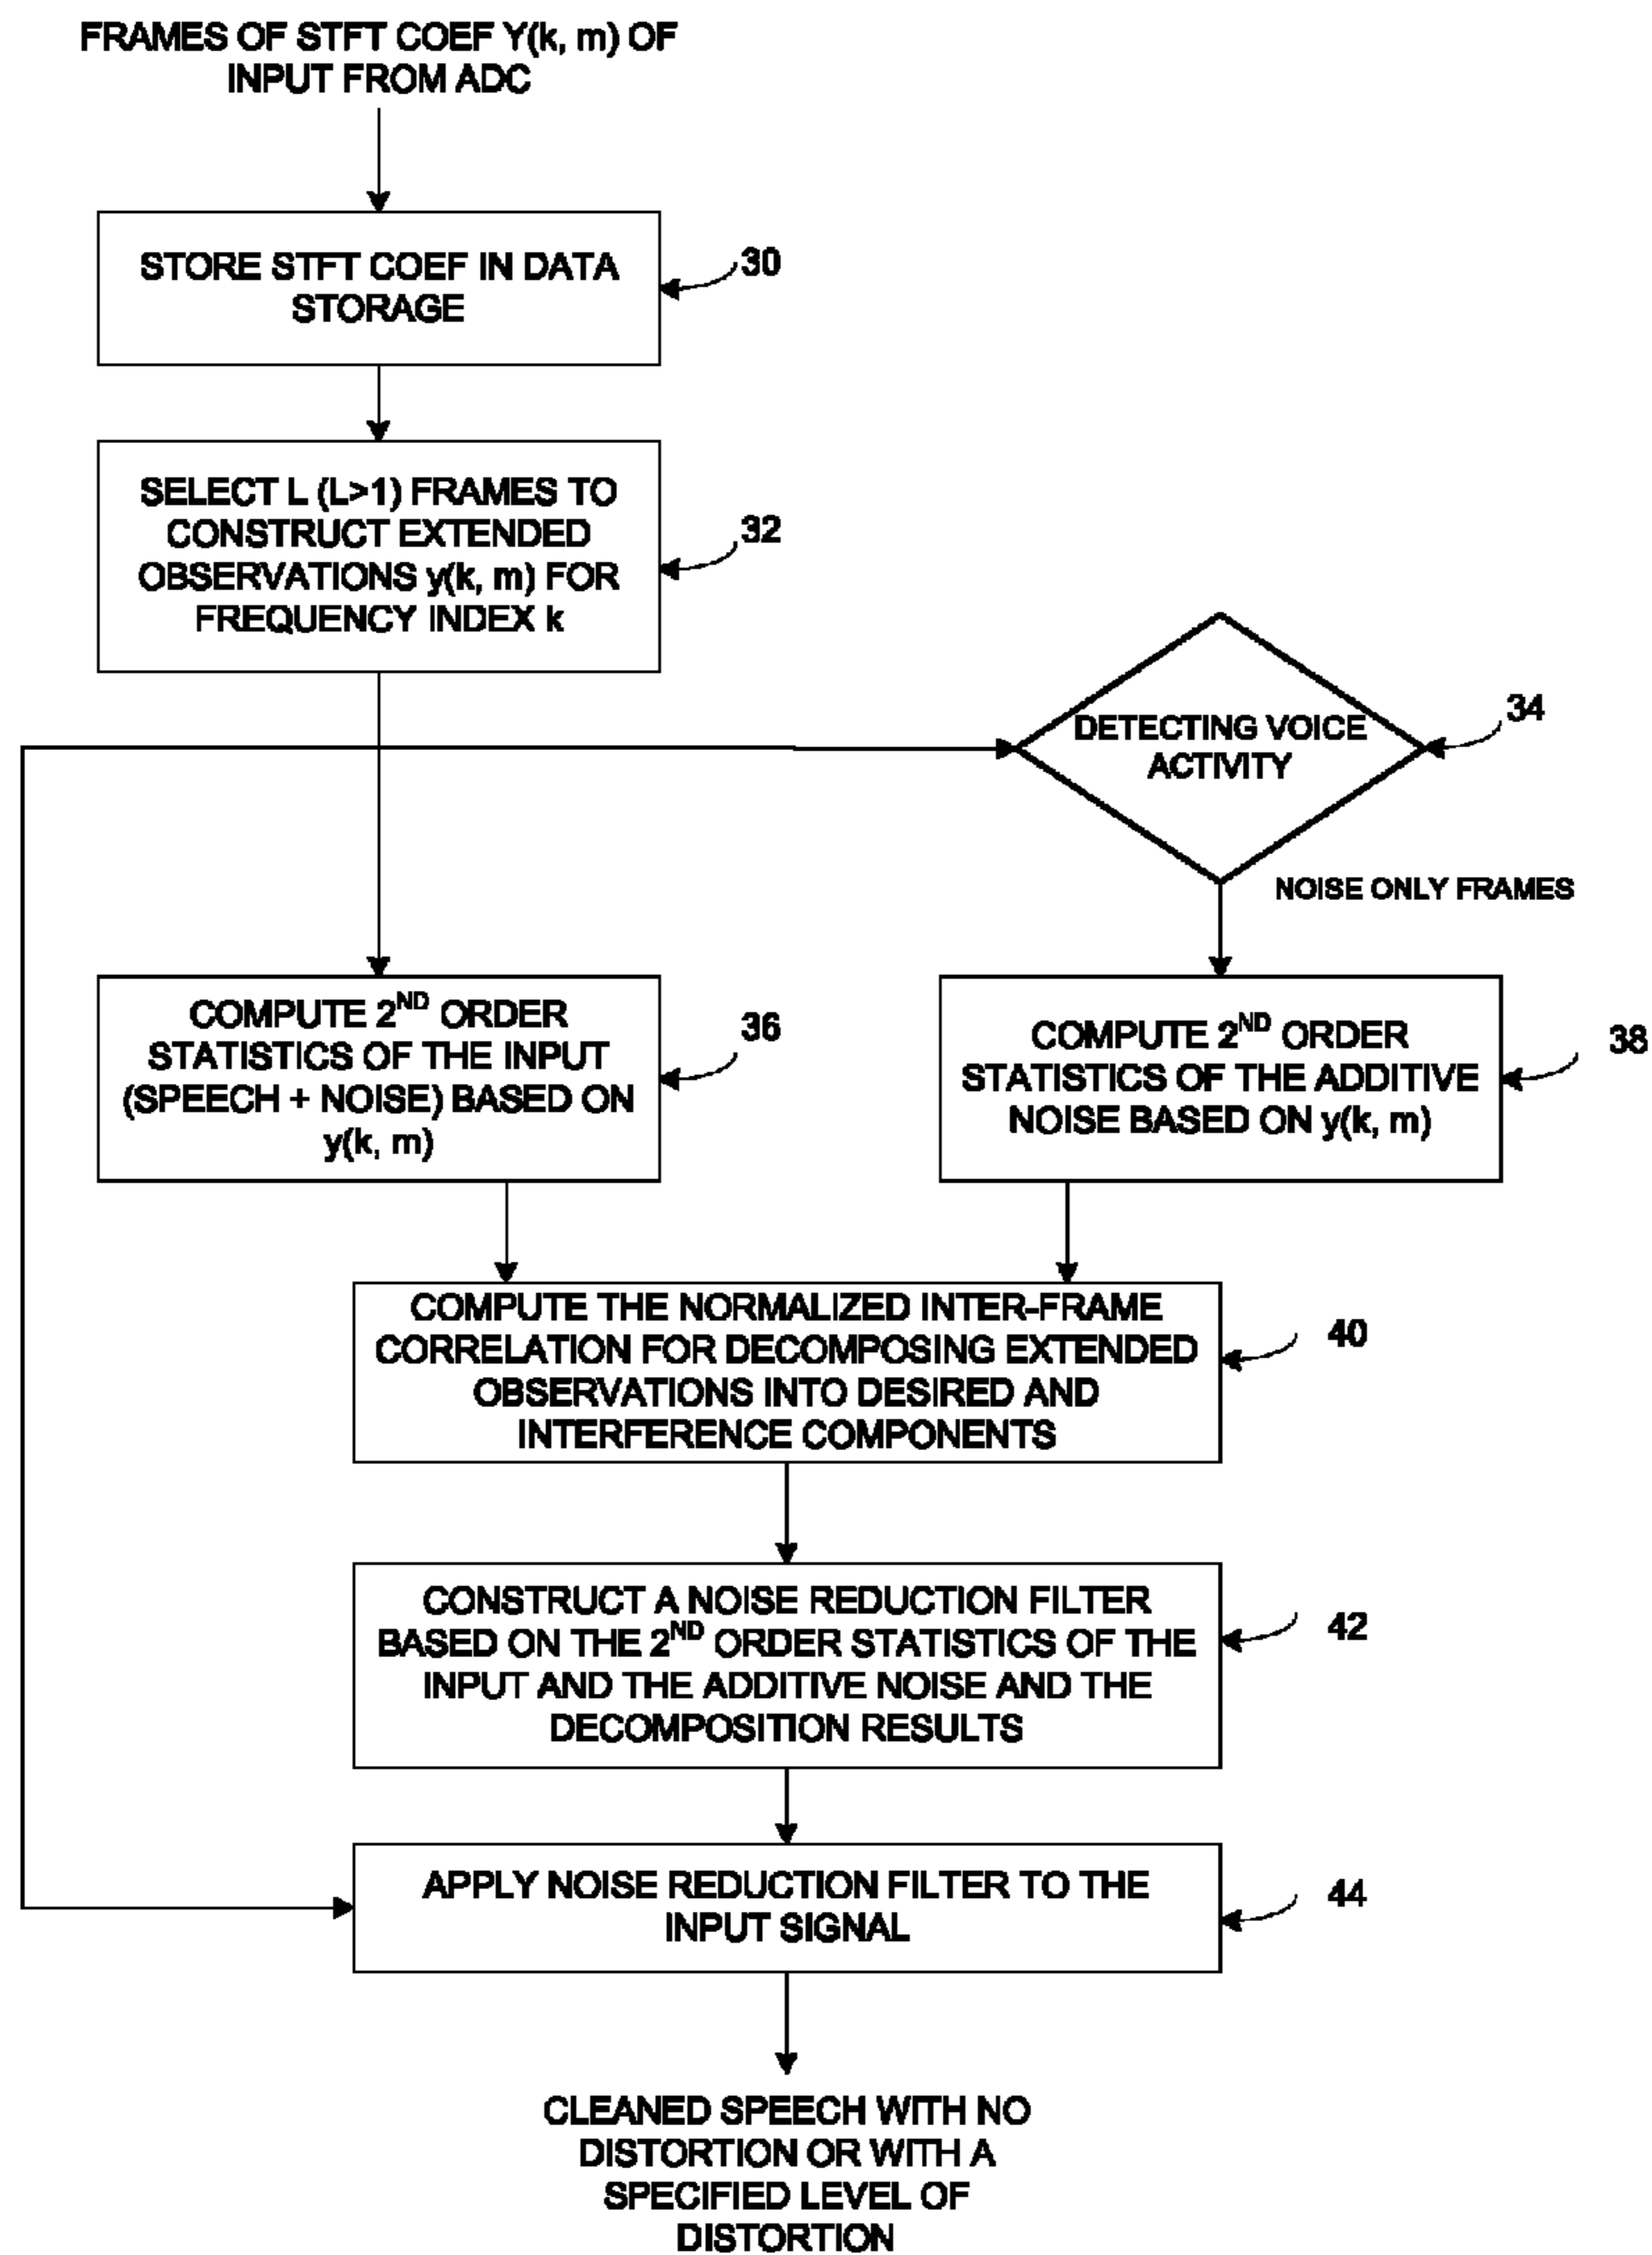 FRAMES OF STFT COEF Y(k, m) OF
INPUT FROM ADC
STORE STFT COEF IN DATA
STORAGE
30
SELECT L (L>1) FRAMES TO
CONSTRUCT EXTENDED
OBSERVATIONS y(k, m) FOR
FREQUENCY INDEX k
32
DETECTING VOICE
ACTIVITY
34
NOISE ONLY FRAMES
COMPUTE 2ND ORDER
STATISTICS OF THE INPUT
(SPEECH + NOISE) BASED ON
y(k, m)
36
COMPUTE 2ND ORDER
STATISTICS OF THE ADDITIVE
NOISE BASED ON y(k, m)
38
COMPUTE THE NORMALIZED INTER-FRAME
CORRELATION FOR DECOMPOSING EXTENDED
OBSERVATIONS INTO DESIRED AND
INTERFERENCE COMPONENTS
40
CONSTRUCT A NOISE REDUCTION FILTER
BASED ON THE 2ND ORDER STATISTICS OF THE
INPUT AND THE ADDITIVE NOISE AND THE
DECOMPOSITION RESULTS
42
APPLY NOISE REDUCTION FILTER TO THE
INPUT SIGNAL
44
CLEANED SPEECH WITH NO
DISTORTION OR WITH A
SPECIFIED LEVEL OF
DISTORTION